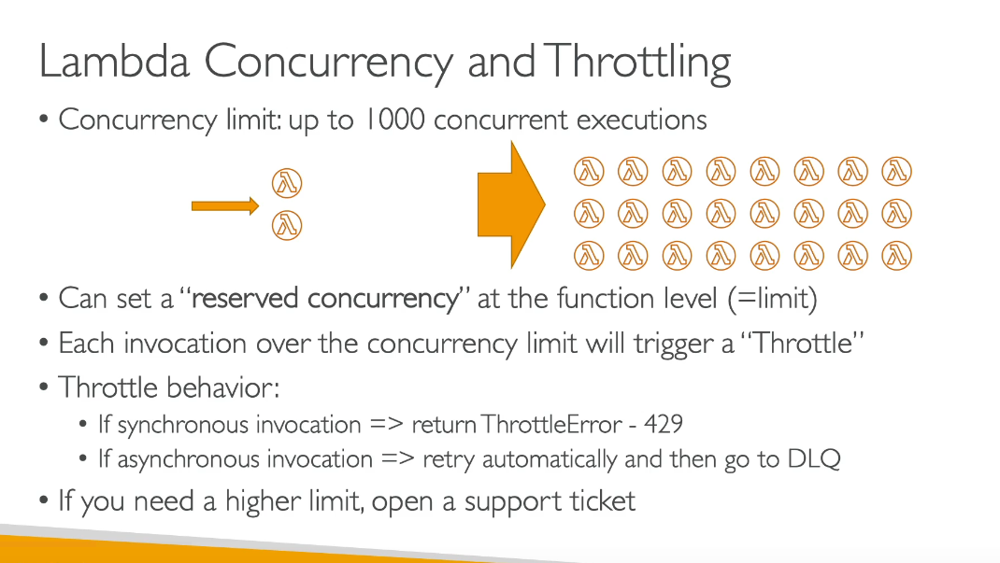 Lambda Concurrency and Throttling
• Concurrency limit: up to 1000 concurrent executions
• Can set a “reserved concurrency” at the function level (=limit)
• Each invocation over the concurrency limit will trigger a “Throttle”
• Throttle behavior:
• If synchronous invocation => return ThrottleError - 429
• If asynchronous invocation => retry automatically and then go to DLQ
• If you need a higher limit, open a support ticket